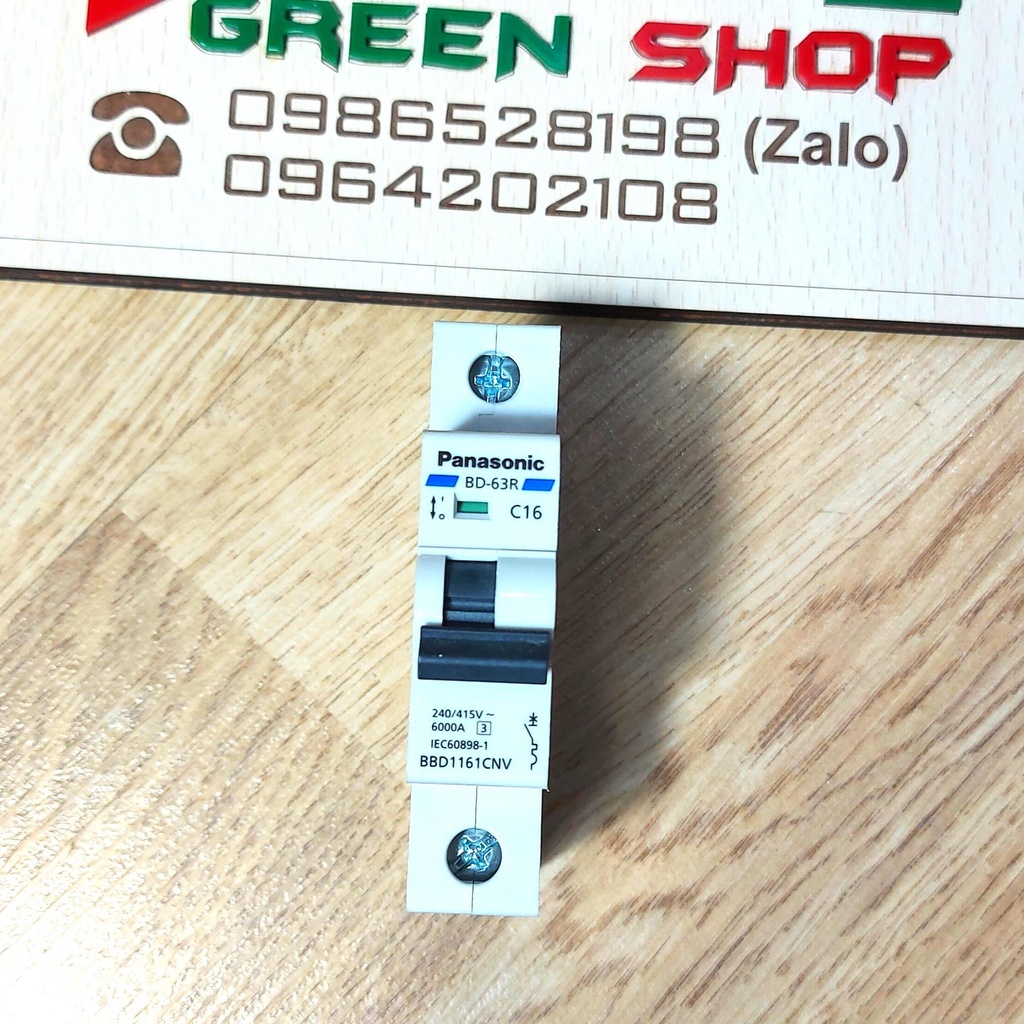 GREEN SHOP
0986528198 (Zalo)
0964202108
Panasonic
BD-63R
C16
240/415V ~
6000A 3
IEC60898-1
BBD1161CNV